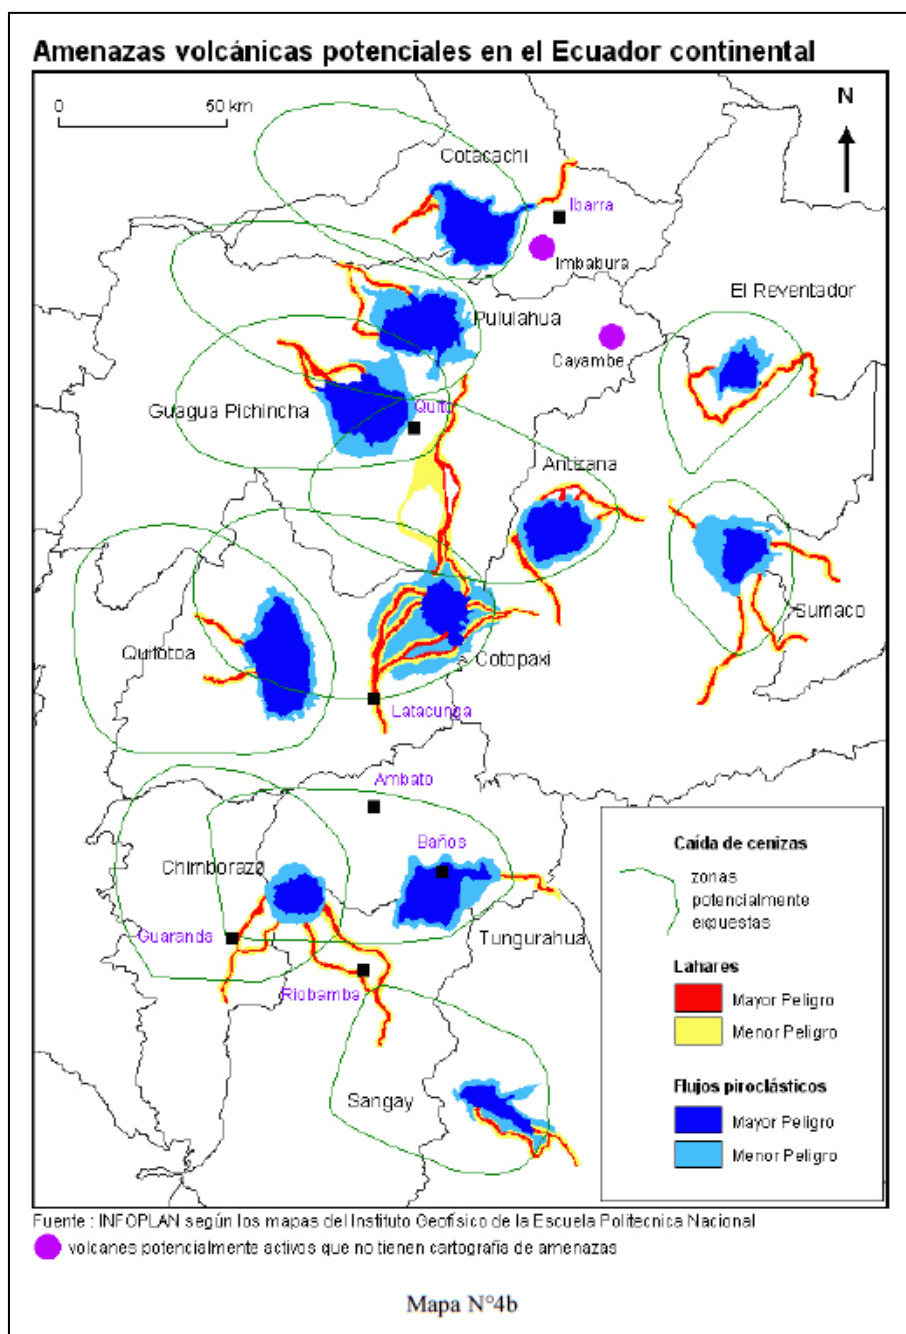 Amenazas volcánicas potenciales en el Ecuador continental
0 50 km
N
Cotacachi
Ibarra
Imbabura
El Reventador
Pululahua
Cayambe
Guagua Pichincha
Quito
Antizana
Sumaco
Quilotoa
Cotopaxi
Latacunga
Ambato
Baños
Chimborazo
Guaranda
Tungurahua
Riobamba
Sangay
Caída de cenizas
zonas
potencialmente
expuestas
Lahares
Mayor Peligro
Menor Peligro
Flujos piroclásticos
Mayor Peligro
Menor Peligro
Fuente : INFOPLAN según los mapas del Instituto Geofísico de la Escuela Politecnica Nacional
volcanes potencialmente activos que no tienen cartografía de amenazas
Mapa N°4b